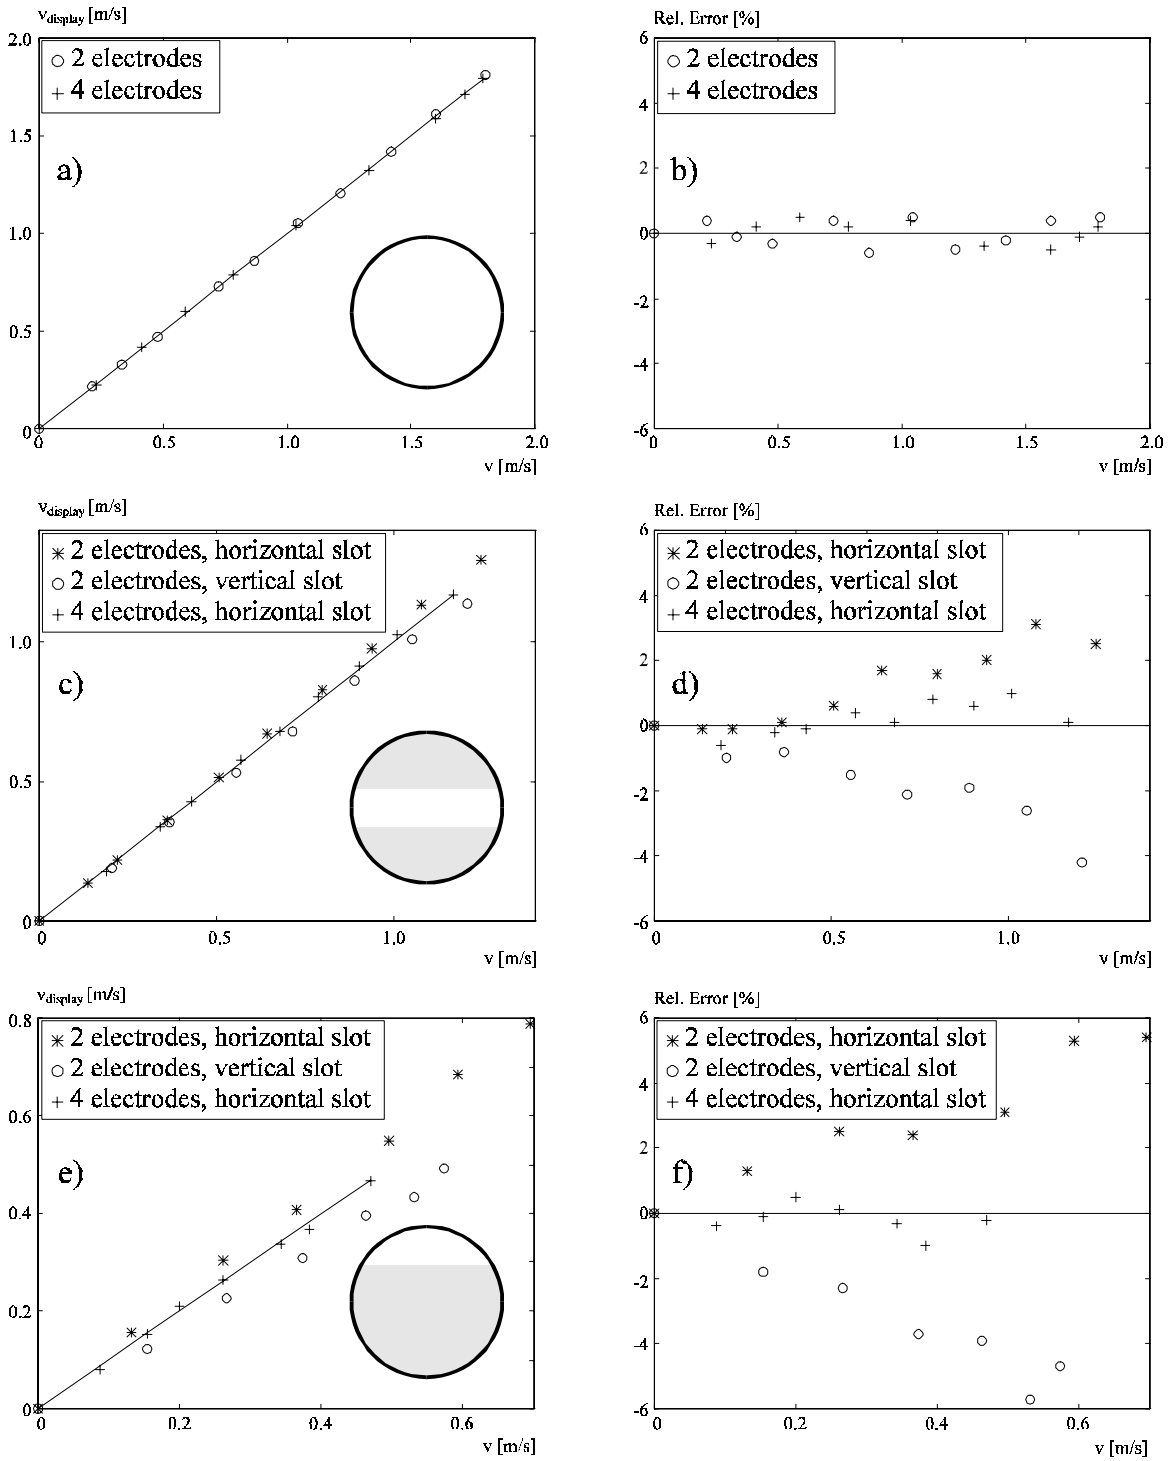 v_display [m/s]
2.0
○ 2 electrodes
+ 4 electrodes
1.5
a)
1.0
0.5
0
0 0.5 1.0 1.5 2.0
v [m/s]
Rel. Error [%]
6
○ 2 electrodes
+ 4 electrodes
4
b)
2
0
-2
-4
-6
0 0.5 1.0 1.5 2.0
v [m/s]
v_display [m/s]
✳ 2 electrodes, horizontal slot
○ 2 electrodes, vertical slot
+ 4 electrodes, horizontal slot
1.0
c)
0.5
0
0 0.5 1.0
v [m/s]
Rel. Error [%]
6
✳ 2 electrodes, horizontal slot
○ 2 electrodes, vertical slot
+ 4 electrodes, horizontal slot
4
2
d)
0
-2
-4
-6
0 0.5 1.0
v [m/s]
v_display [m/s]
0.8
✳ 2 electrodes, horizontal slot
○ 2 electrodes, vertical slot
+ 4 electrodes, horizontal slot
0.6
e)
0.4
0.2
0
0 0.2 0.4 0.6
v [m/s]
Rel. Error [%]
6
✳ 2 electrodes, horizontal slot
○ 2 electrodes, vertical slot
+ 4 electrodes, horizontal slot
4
2
f)
0
-2
-4
-6
0 0.2 0.4 0.6
v [m/s]